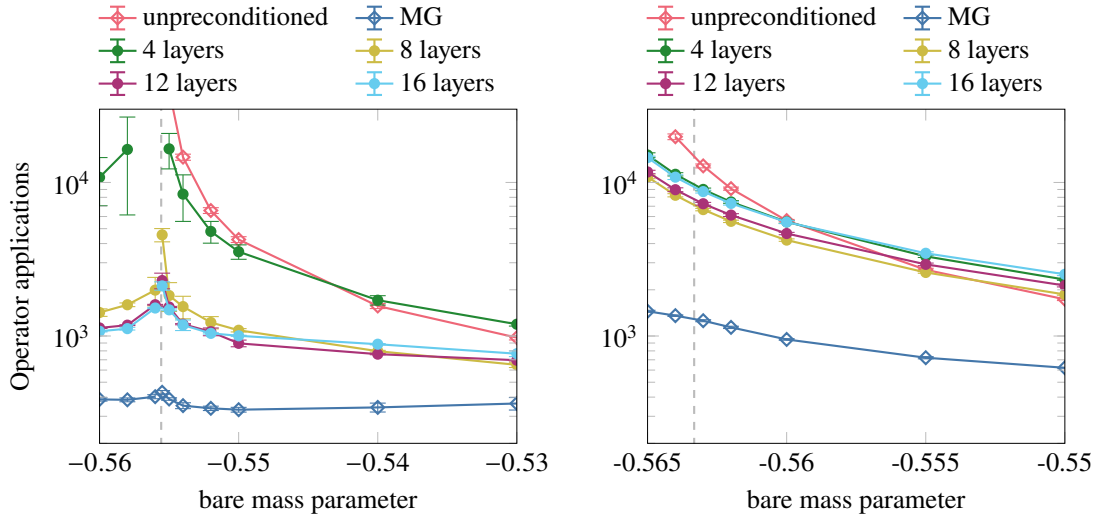 unpreconditioned MG
4 layers 8 layers
12 layers 16 layers
unpreconditioned MG
4 layers 8 layers
12 layers 16 layers
Operator applications
10^4
10^3
−0.56 −0.55 −0.54 −0.53
bare mass parameter
10^4
10^3
-0.565 -0.56 -0.555 -0.55
bare mass parameter